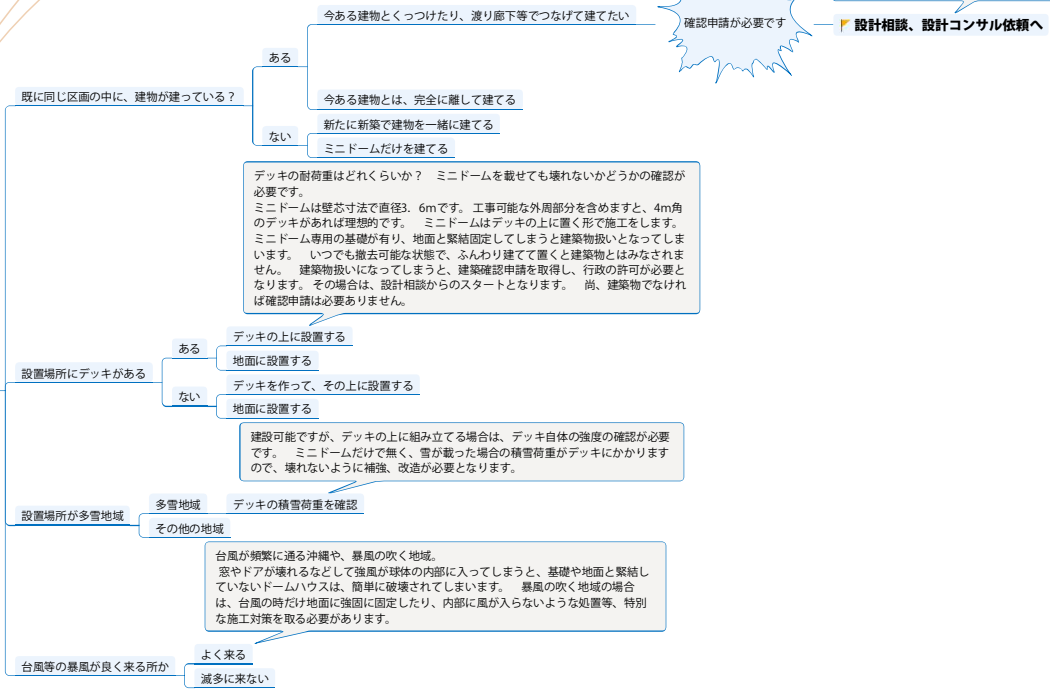 今ある建物とくっつけたり、渡り廊下等でつなげて建てたい
確認申請が必要です
設計相談、設計コンサル依頼へ
ある
既に同じ区画の中に、建物が建っている？
今ある建物とは、完全に離して建てる
新たに新築で建物を一緒に建てる
ない
ミニドームだけを建てる
デッキの耐荷重はどれくらいか？　ミニドームを載せても壊れないかどうかの確認が
必要です。
ミニドームは壁芯寸法で直径3．6mです。 工事可能な外周部分を含めますと、4m角
のデッキがあれば理想的です。　ミニドームはデッキの上に置く形で施工をします。
ミニドーム専用の基礎が有り、地面と緊結固定してしまうと建築物扱いとなってしま
います。　いつでも撤去可能な状態で、ふんわり建てて置くと建築物とはみなされま
せん。　建築物扱いになってしまうと、建築確認申請を取得し、行政の許可が必要と
なります。 その場合は、設計相談からのスタートとなります。　尚、建築物でなけれ
ば確認申請は必要ありません。
デッキの上に設置する
ある
地面に設置する
設置場所にデッキがある
デッキを作って、その上に設置する
ない
地面に設置する
建設可能ですが、デッキの上に組み立てる場合は、デッキ自体の強度の確認が必要
です。　ミニドームだけで無く、雪が載った場合の積雪荷重がデッキにかかります
ので、壊れないように補強、改造が必要となります。
多雪地域
デッキの積雪荷重を確認
設置場所が多雪地域
その他の地域
台風が頻繁に通る沖縄や、暴風の吹く地域。
窓やドアが壊れるなどして強風が球体の内部に入ってしまうと、基礎や地面と緊結し
ていないドームハウスは、簡単に破壊されてしまいます。　暴風の吹く地域の場合
は、台風の時だけ地面に強固に固定したり、内部に風が入らないような処置等、特別
な施工対策を取る必要があります。
よく来る
台風等の暴風が良く来る所か
滅多に来ない